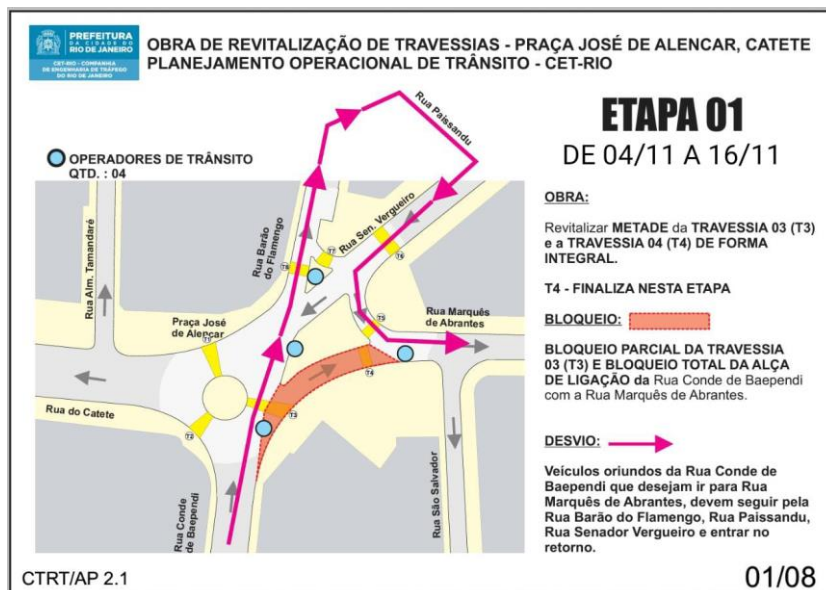 PREFEITURA
DA CIDADE DO
RIO DE JANEIRO
CET-RIO - COMPANHIA
DE ENGENHARIA DE TRÁFEGO
DO RIO DE JANEIRO
OBRA DE REVITALIZAÇÃO DE TRAVESSIAS - PRAÇA JOSÉ DE ALENCAR, CATETE
PLANEJAMENTO OPERACIONAL DE TRÂNSITO - CET-RIO
OPERADORES DE TRÂNSITO
QTD. : 04
Rua Paissandu
Rua Sen. Vergueiro
Rua Barão
do Flamengo
Rua Alm. Tamandaré
Praça José
de Alençar
Rua Marquês
de Abrantes
Rua do Catete
Rua Conde
de Baependi
Rua São Salvador
T1
T2
T3
T4
T5
T6
T7
T8
ETAPA 01
DE 04/11 A 16/11
OBRA:
Revitalizar METADE da TRAVESSIA 03 (T3)
e a TRAVESSIA 04 (T4) DE FORMA
INTEGRAL.
T4 - FINALIZA NESTA ETAPA
BLOQUEIO:
BLOQUEIO PARCIAL DA TRAVESSIA
03 (T3) E BLOQUEIO TOTAL DA ALÇA
DE LIGAÇÃO da Rua Conde de Baependi
com a Rua Marquês de Abrantes.
DESVIO:
Veículos oriundos da Rua Conde de
Baependi que desejam ir para Rua
Marquês de Abrantes, devem seguir pela
Rua Barão do Flamengo, Rua Paissandu,
Rua Senador Vergueiro e entrar no
retorno.
CTRT/AP 2.1
01/08